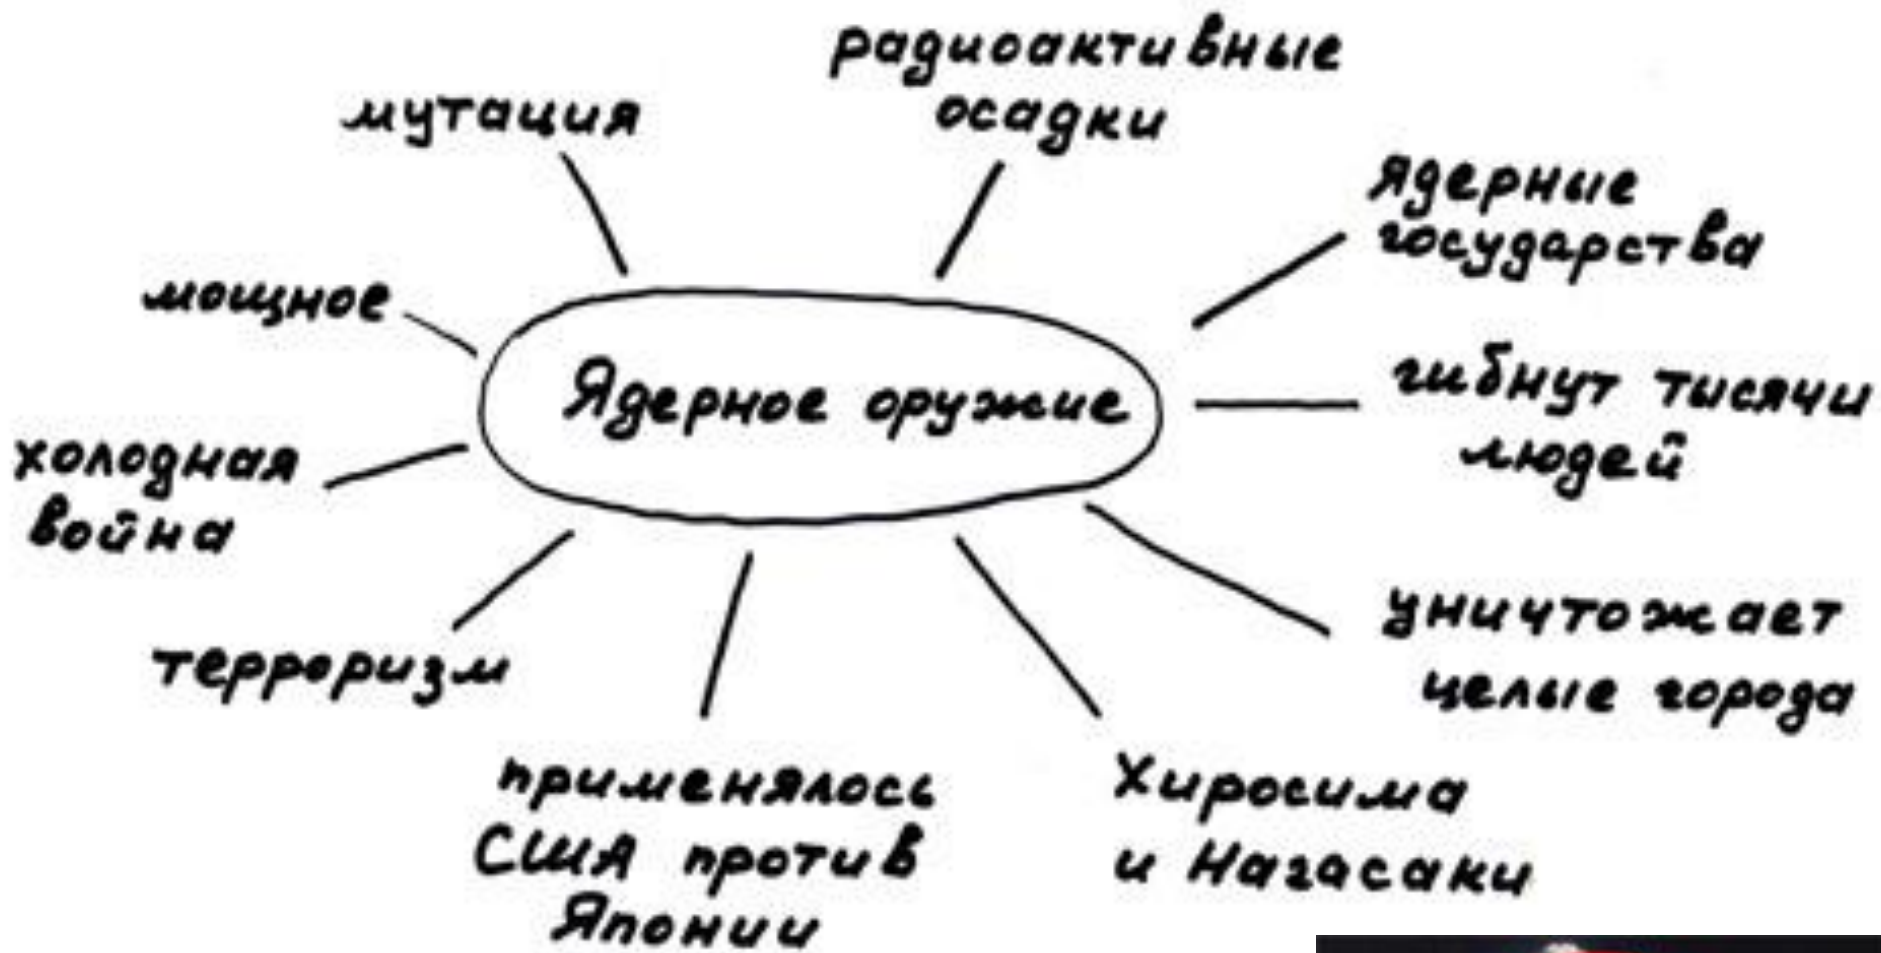 радиоактивные
осадки
мутация
ядерные
государства
мощное
гибнут тысячи
людей
Ядерное оружие
холодная
война
уничтожает
целые города
терроризм
применялось
США против
Японии
Хиросима
и Нагасаки